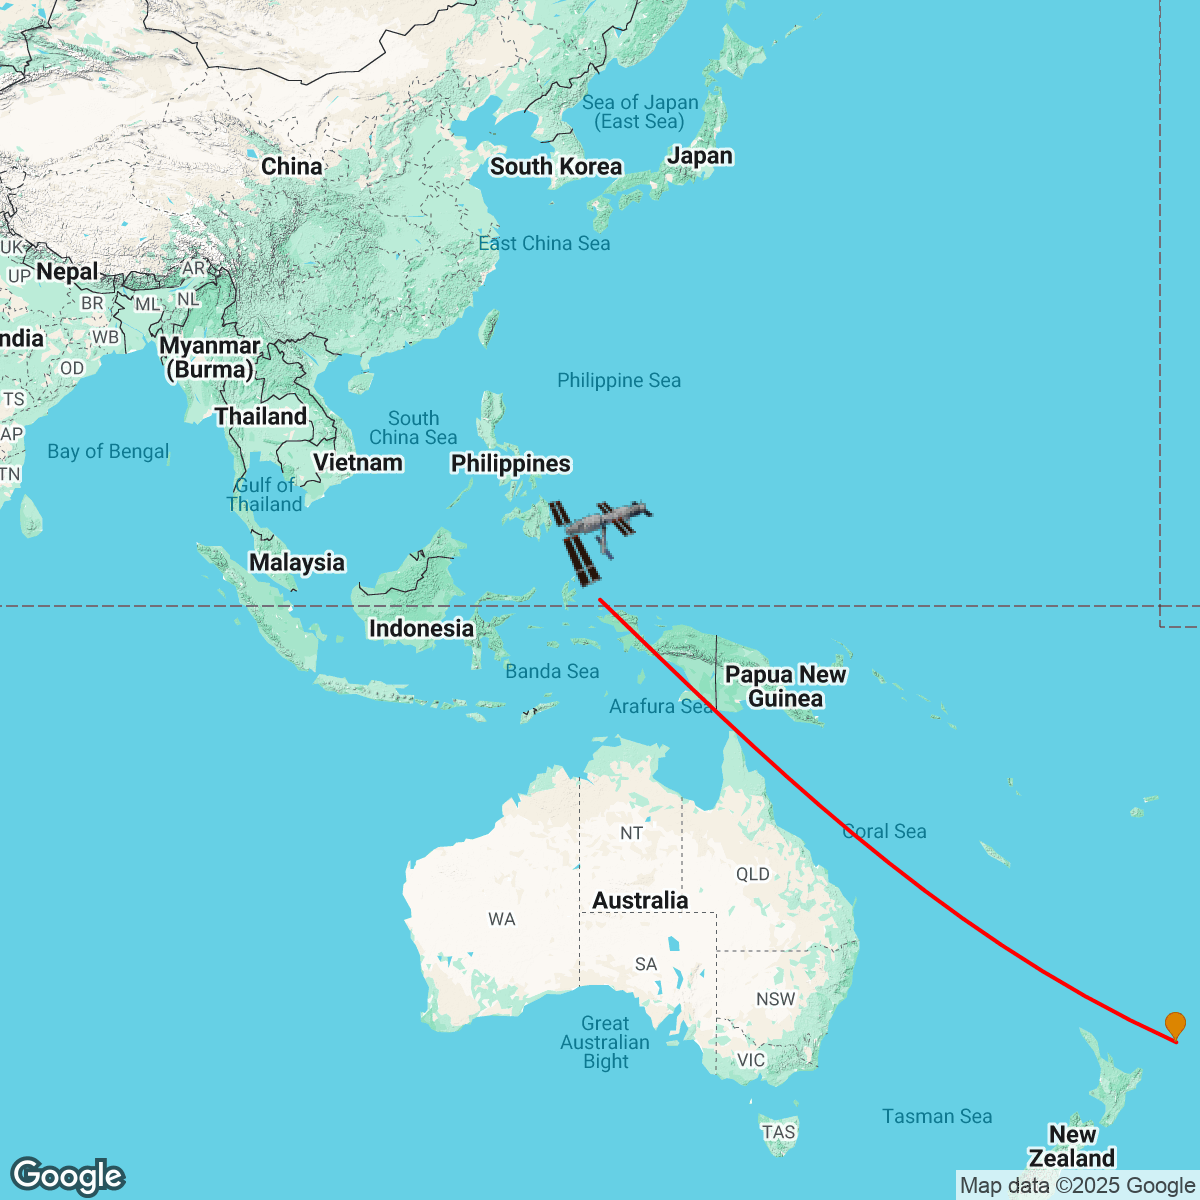 Sea of Japan
(East Sea)
China
South Korea
Japan
East China Sea
UK
UP
Nepal
AR
BR
ML
NL
ndia
WB
Myanmar
(Burma)
OD
Philippine Sea
TS
Thailand
South
China Sea
AP
Bay of Bengal
Vietnam
Philippines
TN
Gulf of
Thailand
Malaysia
Indonesia
Banda Sea
Papua New
Guinea
Arafura Sea
NT
Coral Sea
QLD
Australia
WA
SA
NSW
Great
Australian
Bight
VIC
Tasman Sea
TAS
New
Zealand
Google
Map data ©2025 Google